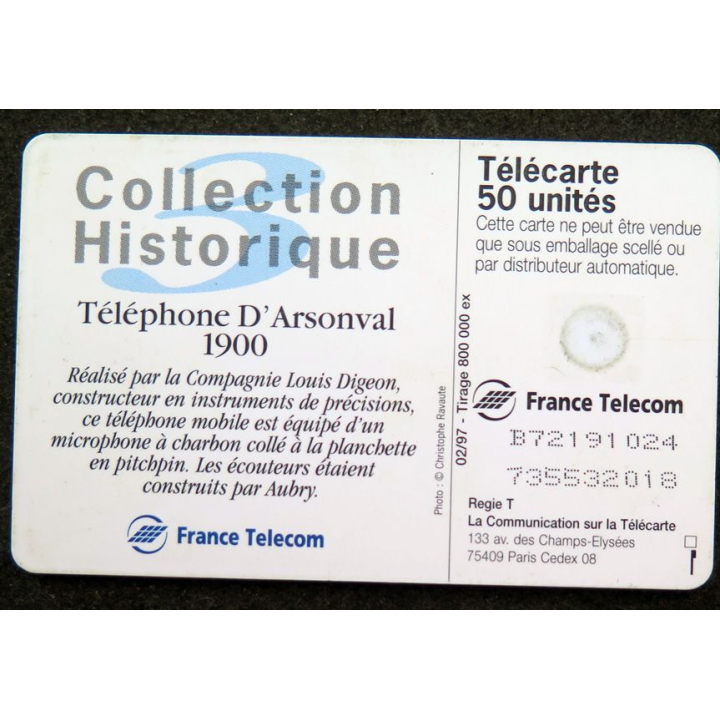 3
Collection
Historique
Téléphone D'Arsonval
1900
Réalisé par la Compagnie Louis Digeon,
constructeur en instruments de précisions,
ce téléphone mobile est équipé d'un
microphone à charbon collé à la planchette
en pitchpin. Les écouteurs étaient
construits par Aubry.
France Telecom
Photo : © Christophe Ravaute
02/97 - Tirage 800 000 ex
Télécarte
50 unités
Cette carte ne peut être vendue
que sous emballage scellé ou
par distributeur automatique.
France Telecom
B72191024
735532018
Regie T
La Communication sur la Télécarte
133 av. des Champs-Elysées
75409 Paris Cedex 08